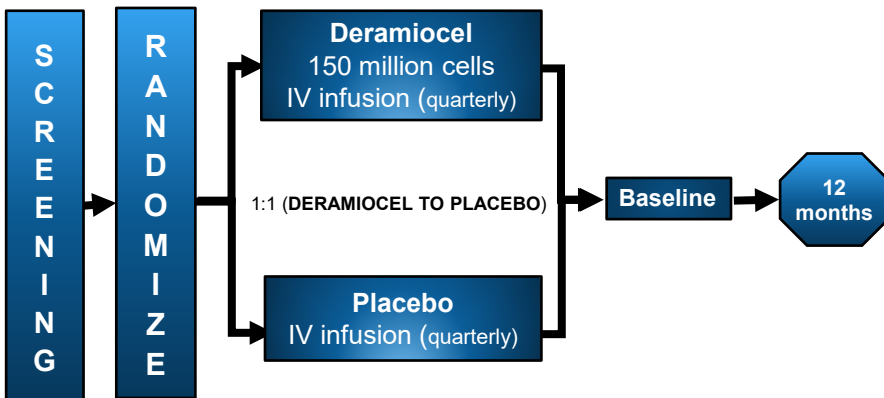 SCREENING
RANDOMIZE
Deramiocel
150 million cells
IV infusion (quarterly)
1:1 (DERAMIOCEL TO PLACEBO)
Placebo
IV infusion (quarterly)
Baseline
12
months